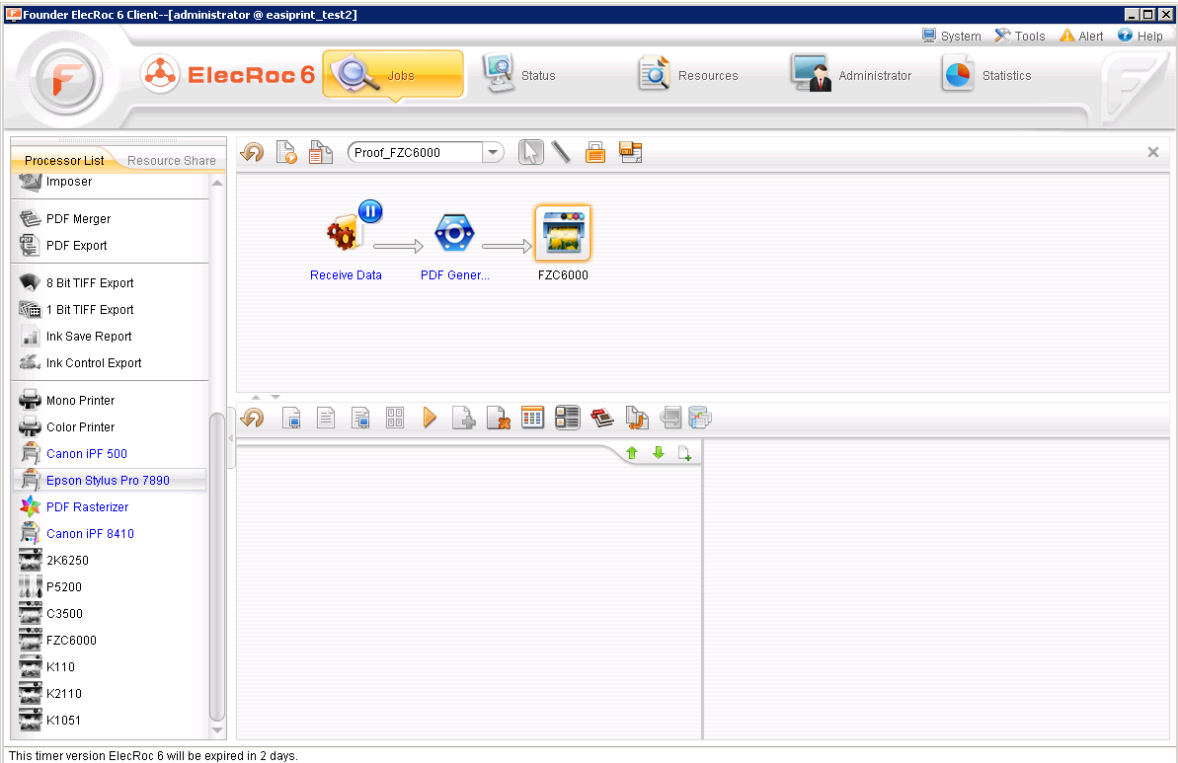 Founder ElecRoc 6 Client--[administrator @ easiprint_test2]
System Tools Alert Help
ElecRoc 6 Jobs Status Resources Administrator Statistics
Processor List Resource Share
Proof_FZC6000
Imposer
PDF Merger
PDF Export
8 Bit TIFF Export
1 Bit TIFF Export
Ink Save Report
Ink Control Export
Mono Printer
Color Printer
Canon iPF 500
Epson Stylus Pro 7890
PDF Rasterizer
Canon iPF 8410
2K6250
P5200
C3500
FZC6000
K110
K2110
K1051
Receive Data PDF Gener... FZC6000
This timer version ElecRoc 6 will be expired in 2 days.